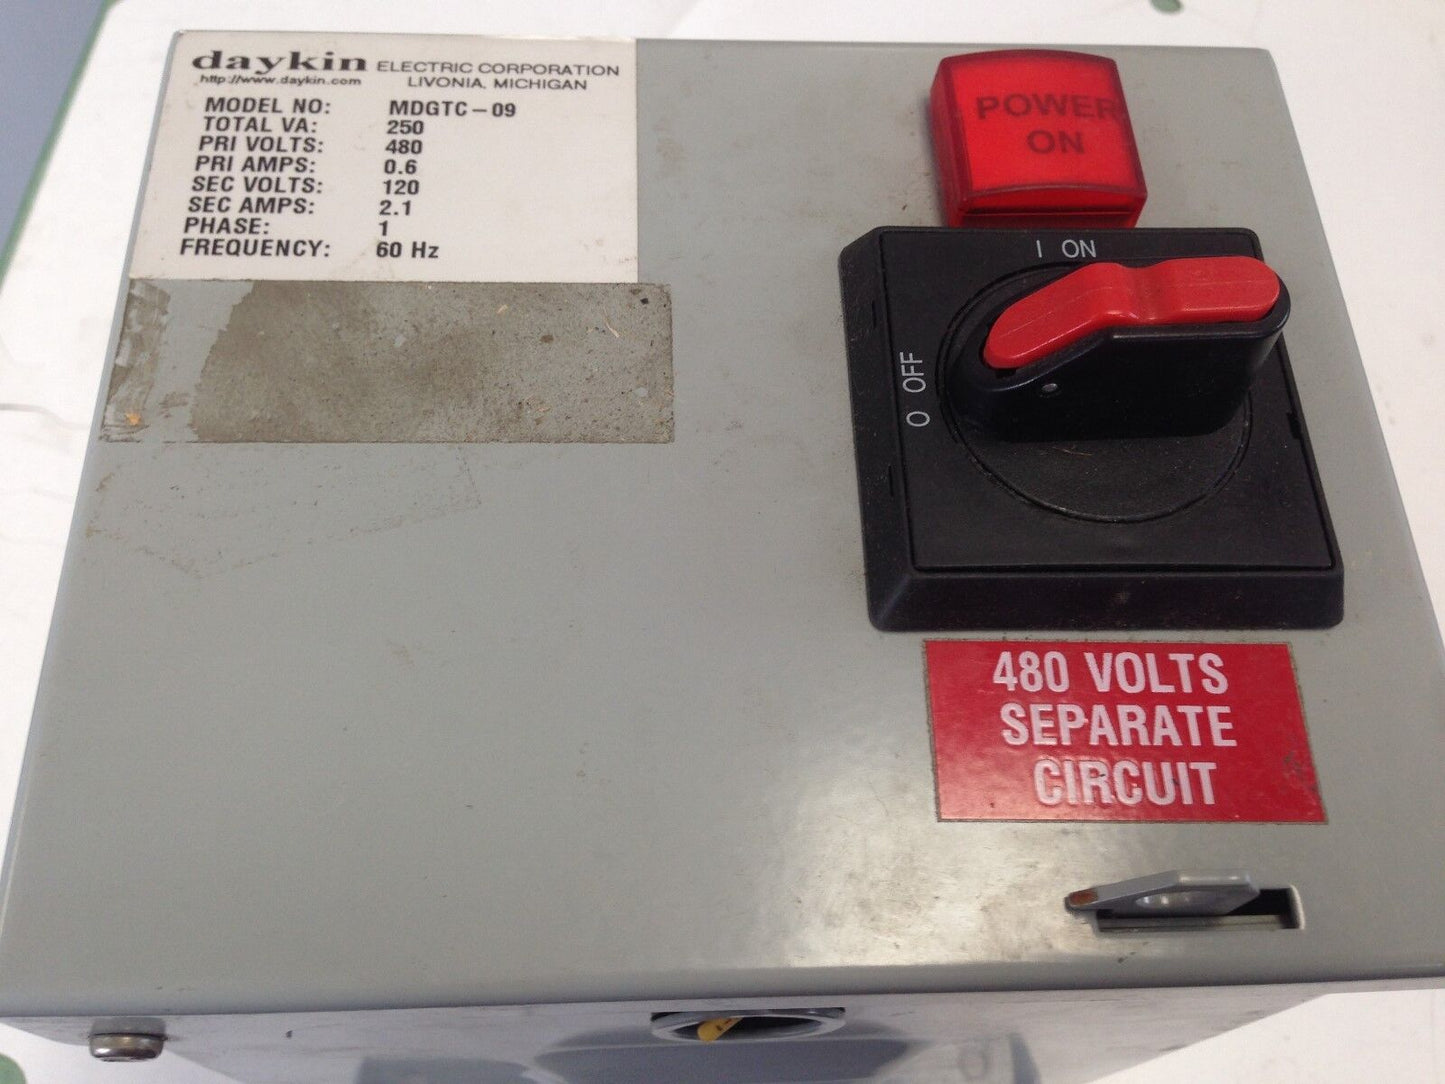 daykin ELECTRIC CORPORATION
http://www.daykin.com LIVONIA, MICHIGAN
MODEL NO: MDGTC-09
TOTAL VA: 250
PRI VOLTS: 480
PRI AMPS: 0.6
SEC VOLTS: 120
SEC AMPS: 2.1
PHASE: 1
FREQUENCY: 60 Hz
POWER
ON
I ON
O OFF
480 VOLTS
SEPARATE
CIRCUIT